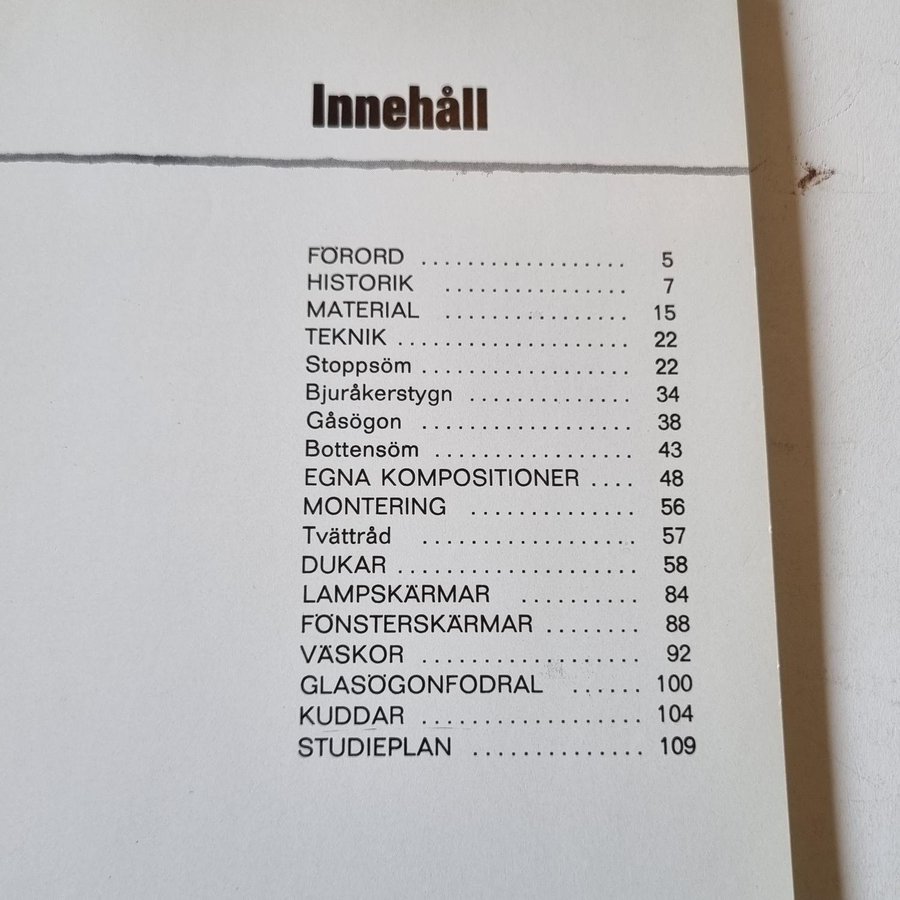 Innehåll
FÖRORD .................. 5
HISTORIK ................ 7
MATERIAL ................ 15
TEKNIK .................... 22
Stoppsöm .................. 22
Bjuråkerstygn .............. 34
Gåsögon .................. 38
Bottensöm ................. 43
EGNA KOMPOSITIONER .... 48
MONTERING .............. 56
Tvättråd ................... 57
DUKAR ..................... 58
LAMPSKÄRMAR .......... 84
FÖNSTERSKÄRMAR ........ 88
VÄSKOR ................... 92
GLASÖGONFODRAL ...... 100
KUDDAR ................... 104
STUDIEPLAN .............. 109